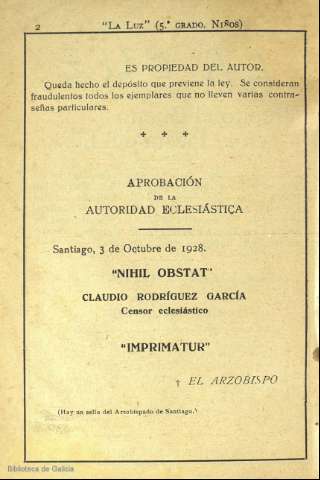 2 "LA LUZ" (5.º GRADO, NIÑOS)
ES PROPIEDAD DEL AUTOR.
Queda hecho el depósito que previene la ley. Se consideran
fraudulentos todos los ejemplares que no lleven varias contra-
señas particulares.
APROBACIÓN
DE LA
AUTORIDAD ECLESIÁSTICA
Santiago, 3 de Octubre de 1928.
"NIHIL OBSTAT"
CLAUDIO RODRÍGUEZ GARCÍA
Censor eclesiástico
"IMPRIMATUR"
† EL ARZOBISPO
(Hay un sello del Arzobispado de Santiago.)
Biblioteca de Galicia